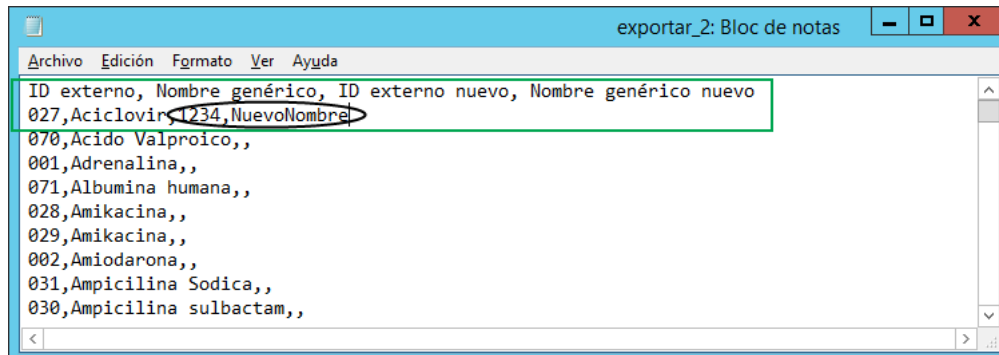 exportar_2: Bloc de notas
Archivo Edición Formato Ver Ayuda
ID externo, Nombre genérico, ID externo nuevo, Nombre genérico nuevo
027,Aciclovir,1234,NuevoNombre
070,Acido Valproico,,
001,Adrenalina,,
071,Albumina humana,,
028,Amikacina,,
029,Amikacina,,
002,Amiodarona,,
031,Ampicilina Sodica,,
030,Ampicilina sulbactam,,